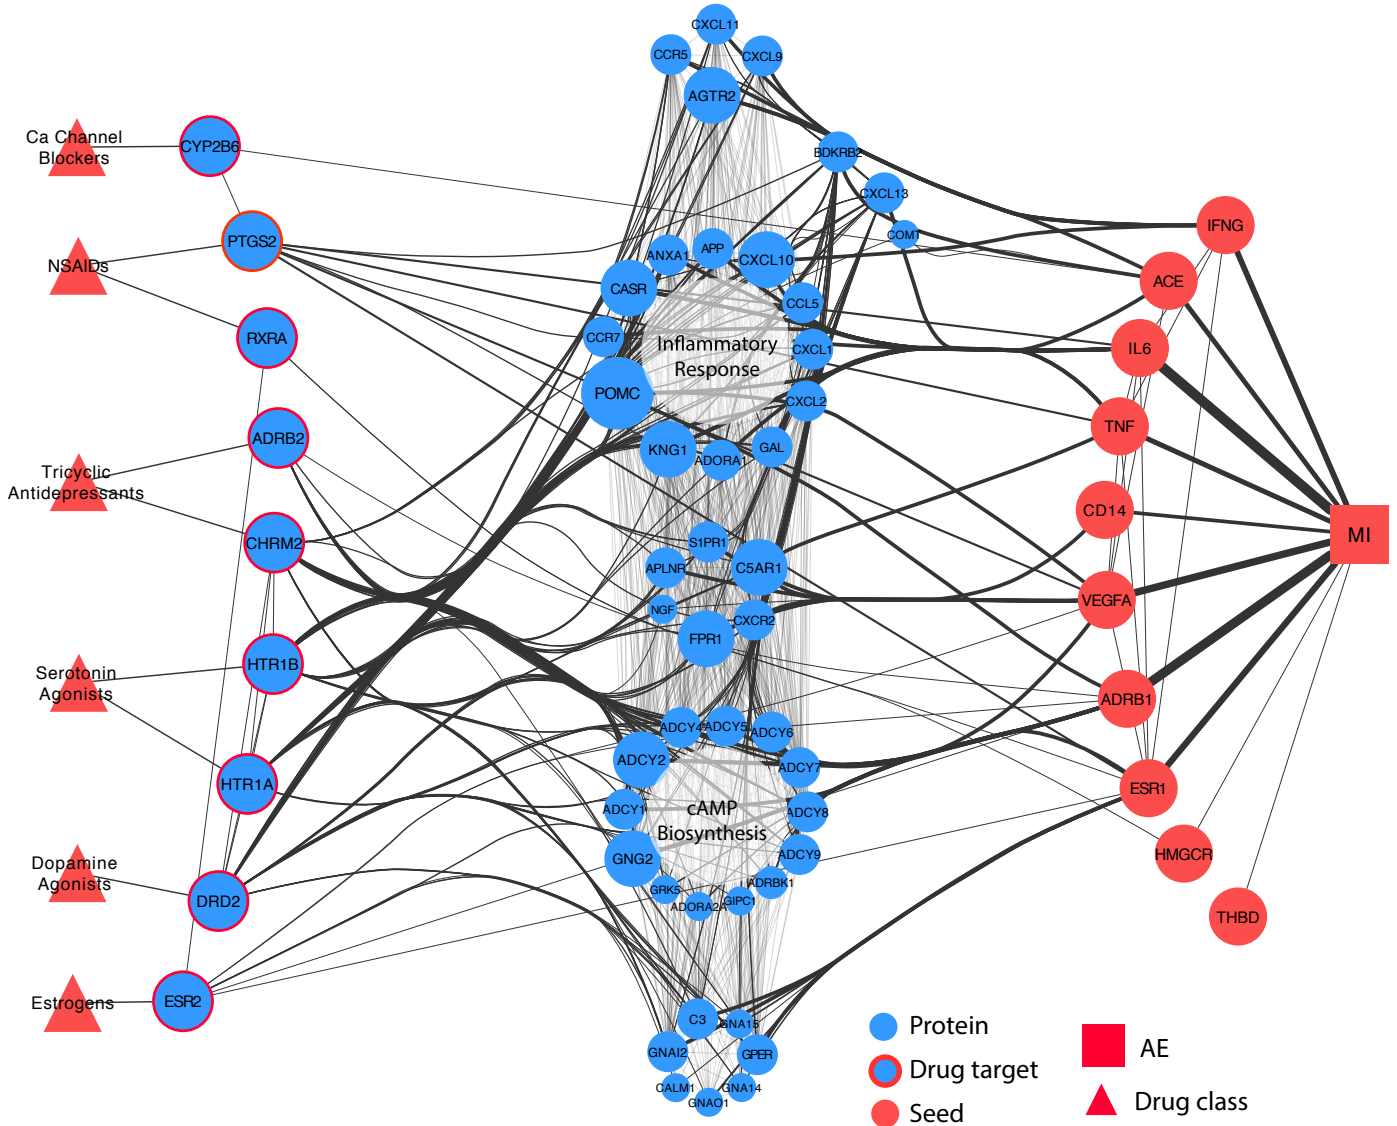 CXCL11
CCR5
CXCL9
AGTR2
Ca Channel
Blockers
CYP2B6
BDKRB2
CXCL13
COMT
PTGS2
NSAIDs
IFNG
ANXA1
APP
CXCL10
CASR
CCL5
ACE
RXRA
CCR7
Inflammatory
Response
CXCL1
IL6
POMC
CXCL2
ADRB2
KNG1
ADORA1
GAL
TNF
Tricyclic
Antidepressants
CD14
CHRM2
S1PR1
APLNR
C5AR1
MI
NGF
FPR1
CXCR2
VEGFA
Serotonin
Agonists
HTR1B
ADRB1
ADCY4
ADCY5
ADCY6
ADCY2
ADCY7
HTR1A
ADCY1
cAMP
Biosynthesis
ADCY8
ESR1
GNG2
ADCY9
HMGCR
Dopamine
Agonists
DRD2
GRK5
ADORA2A
GIPC1
ADRBK1
THBD
Estrogens
ESR2
C3
GNA15
GNAI2
GPER
CALM1
GNAO1
GNA14
Protein
Drug target
Seed
AE
Drug class